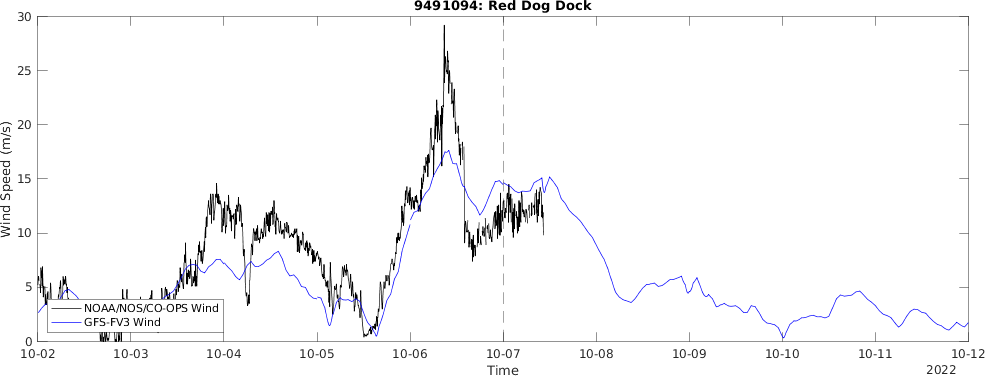 9491094: Red Dog Dock
Wind Speed (m/s)
30
25
20
15
10
5
0
NOAA/NOS/CO-OPS Wind
GFS-FV3 Wind
10-02 10-03 10-04 10-05 10-06 10-07 10-08 10-09 10-10 10-11 10-12
Time
2022